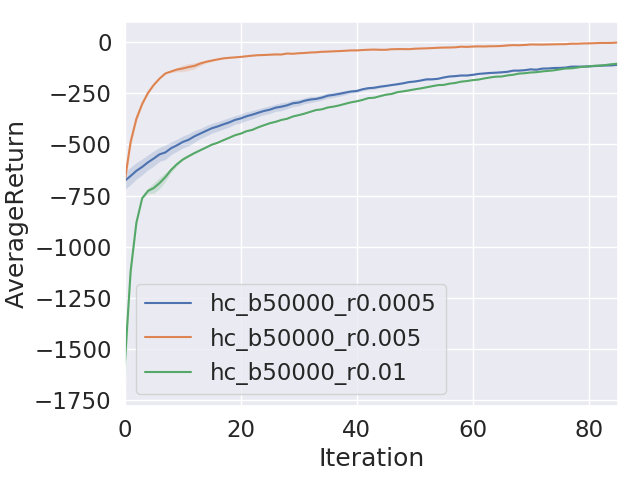 0
−250
−500
−750
−1000
−1250
−1500
−1750
AverageReturn
hc_b50000_r0.0005
hc_b50000_r0.005
hc_b50000_r0.01
0 20 40 60 80
Iteration